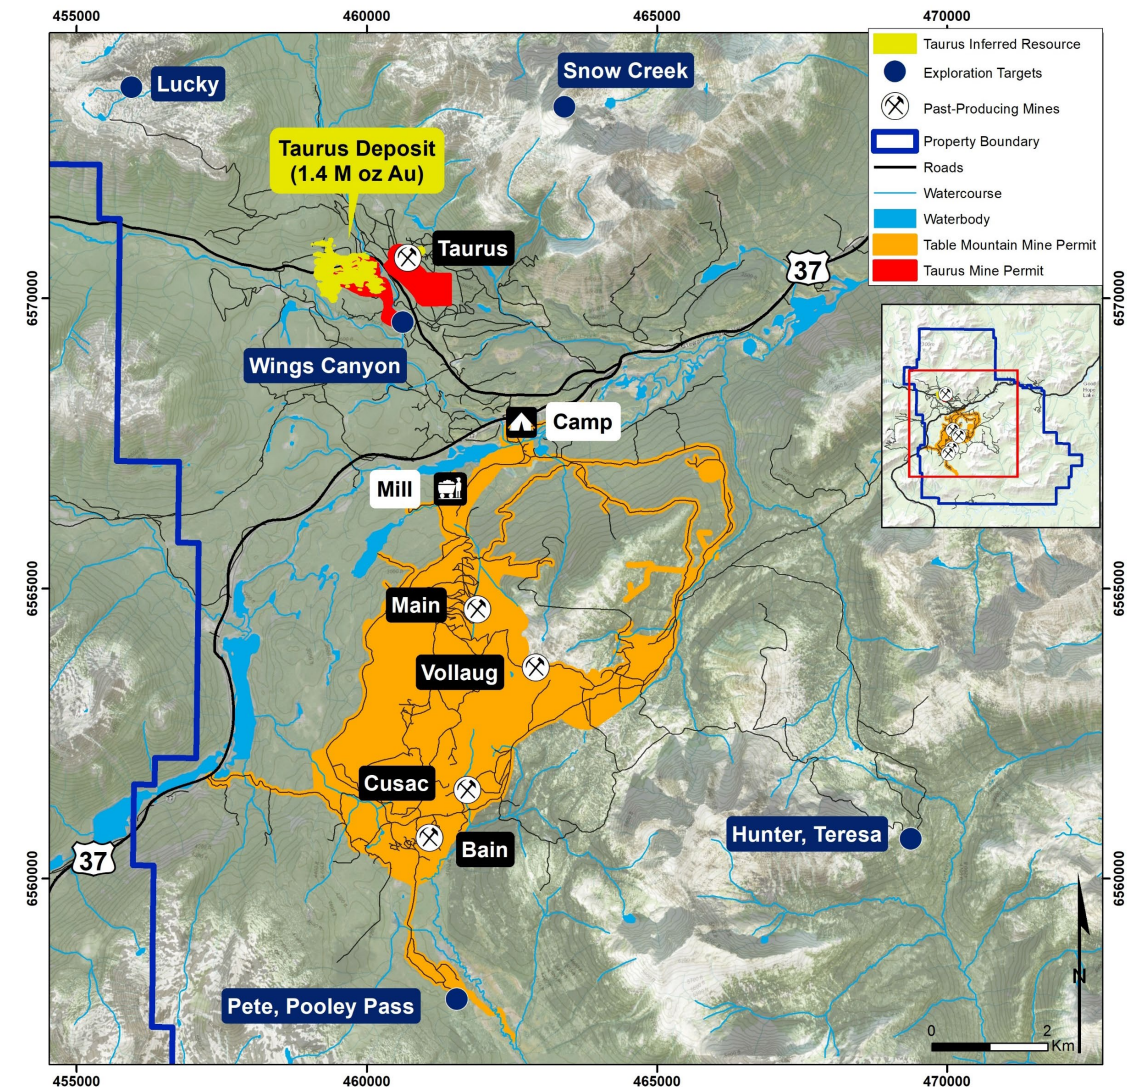 455000
460000
465000
470000
Taurus Inferred Resource
Exploration Targets
Past-Producing Mines
Property Boundary
Roads
Watercourse
Waterbody
Table Mountain Mine Permit
Taurus Mine Permit
Lucky
Snow Creek
Taurus Deposit
(1.4 M oz Au)
Taurus
37
6570000
6570000
Wings Canyon
Camp
Mill
6565000
6565000
Main
Vollaug
Cusac
Hunter, Teresa
Bain
37
6560000
6560000
Pete, Pooley Pass
N
0
2
Km
455000
460000
465000
470000